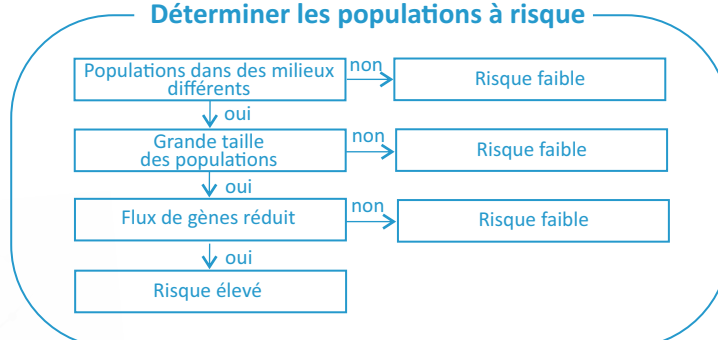 Déterminer les populations à risque
Populations dans des milieux
différents
non
Risque faible
oui
Grande taille
des populations
non
Risque faible
oui
Flux de gènes réduit
non
Risque faible
oui
Risque élevé